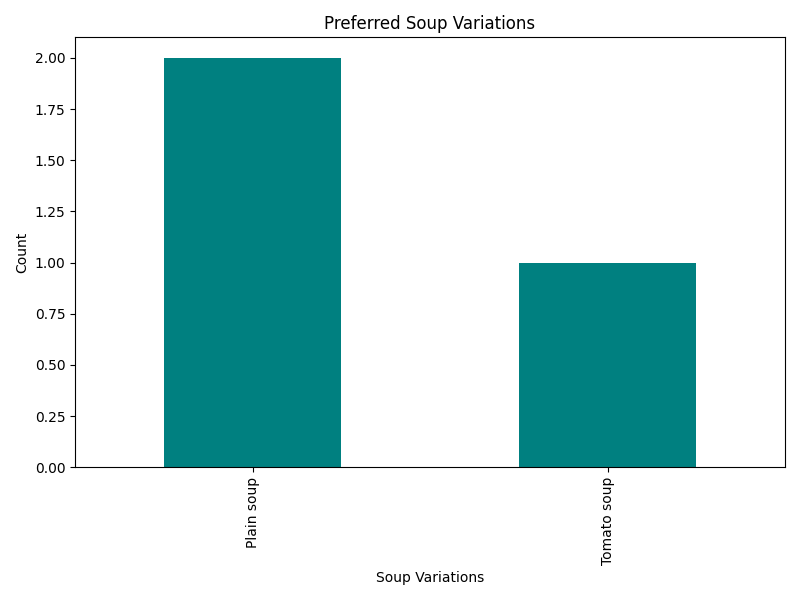 Preferred Soup Variations
2.00
1.75
1.50
1.25
1.00
0.75
0.50
0.25
0.00
Count
Plain soup
Tomato soup
Soup Variations